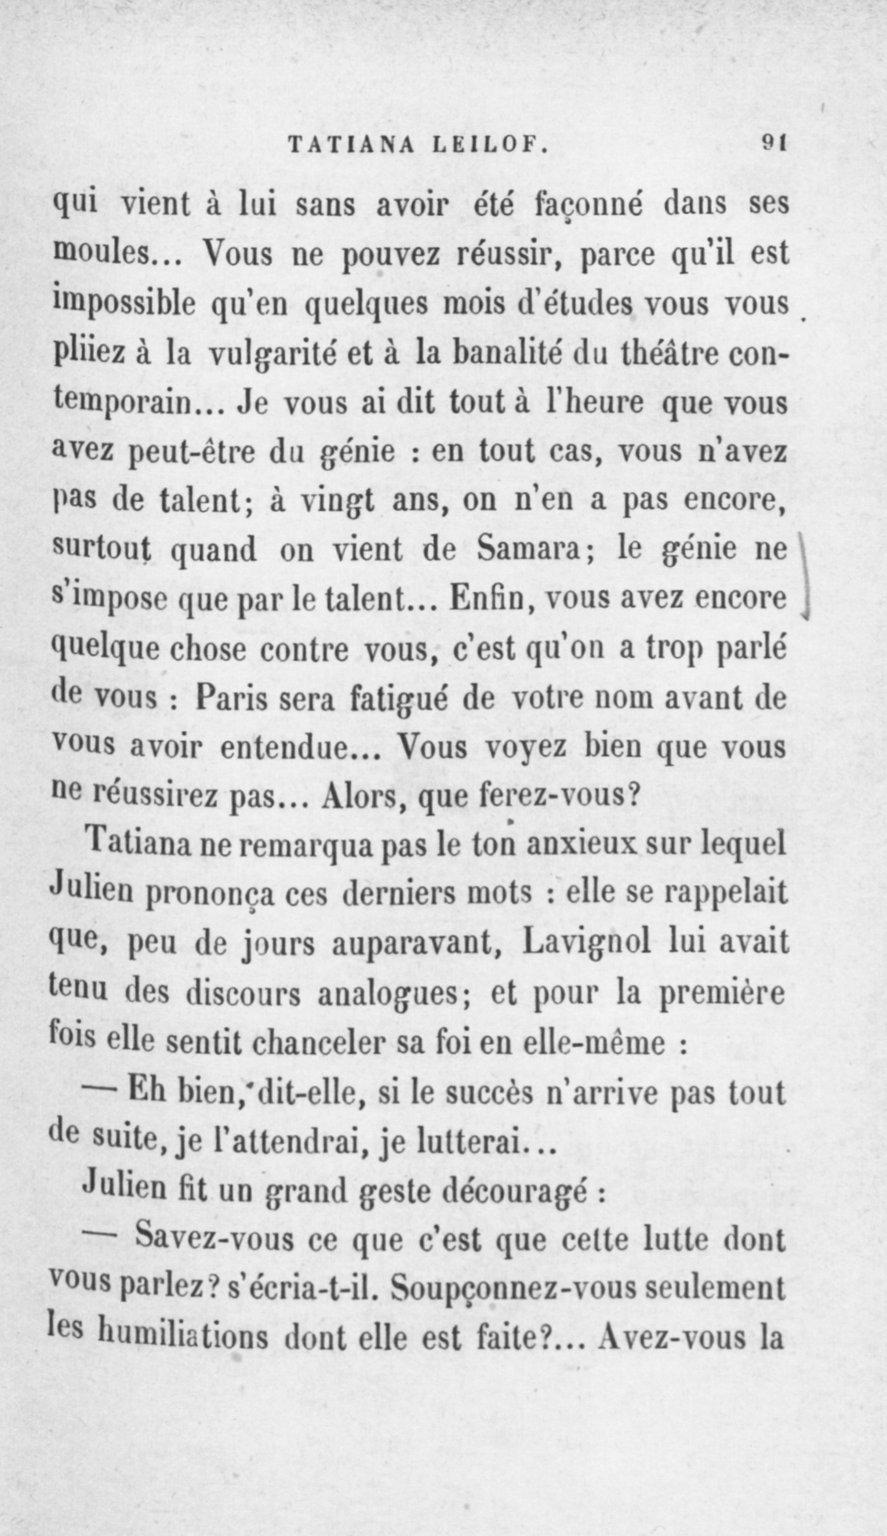 TATIANA LEILOF. 91
qui vient à lui sans avoir été façonné dans ses
moules... Vous ne pouvez réussir, parce qu'il est
impossible qu'en quelques mois d'études vous vous
pliiez à la vulgarité et à la banalité du théâtre con-
temporain... Je vous ai dit tout à l'heure que vous
avez peut-être du génie : en tout cas, vous n'avez
pas de talent; à vingt ans, on n'en a pas encore,
surtout quand on vient de Samara; le génie ne
s'impose que par le talent... Enfin, vous avez encore
quelque chose contre vous, c'est qu'on a trop parlé
de vous : Paris sera fatigué de votre nom avant de
vous avoir entendue... Vous voyez bien que vous
ne réussirez pas... Alors, que ferez-vous?
Tatiana ne remarqua pas le ton anxieux sur lequel
Julien prononça ces derniers mots : elle se rappelait
que, peu de jours auparavant, Lavignol lui avait
tenu des discours analogues; et pour la première
fois elle sentit chanceler sa foi en elle-même :
— Eh bien, dit-elle, si le succès n'arrive pas tout
de suite, je l'attendrai, je lutterai...
Julien fit un grand geste découragé :
— Savez-vous ce que c'est que cette lutte dont
vous parlez? s'écria-t-il. Soupçonnez-vous seulement
les humiliations dont elle est faite?... Avez-vous la